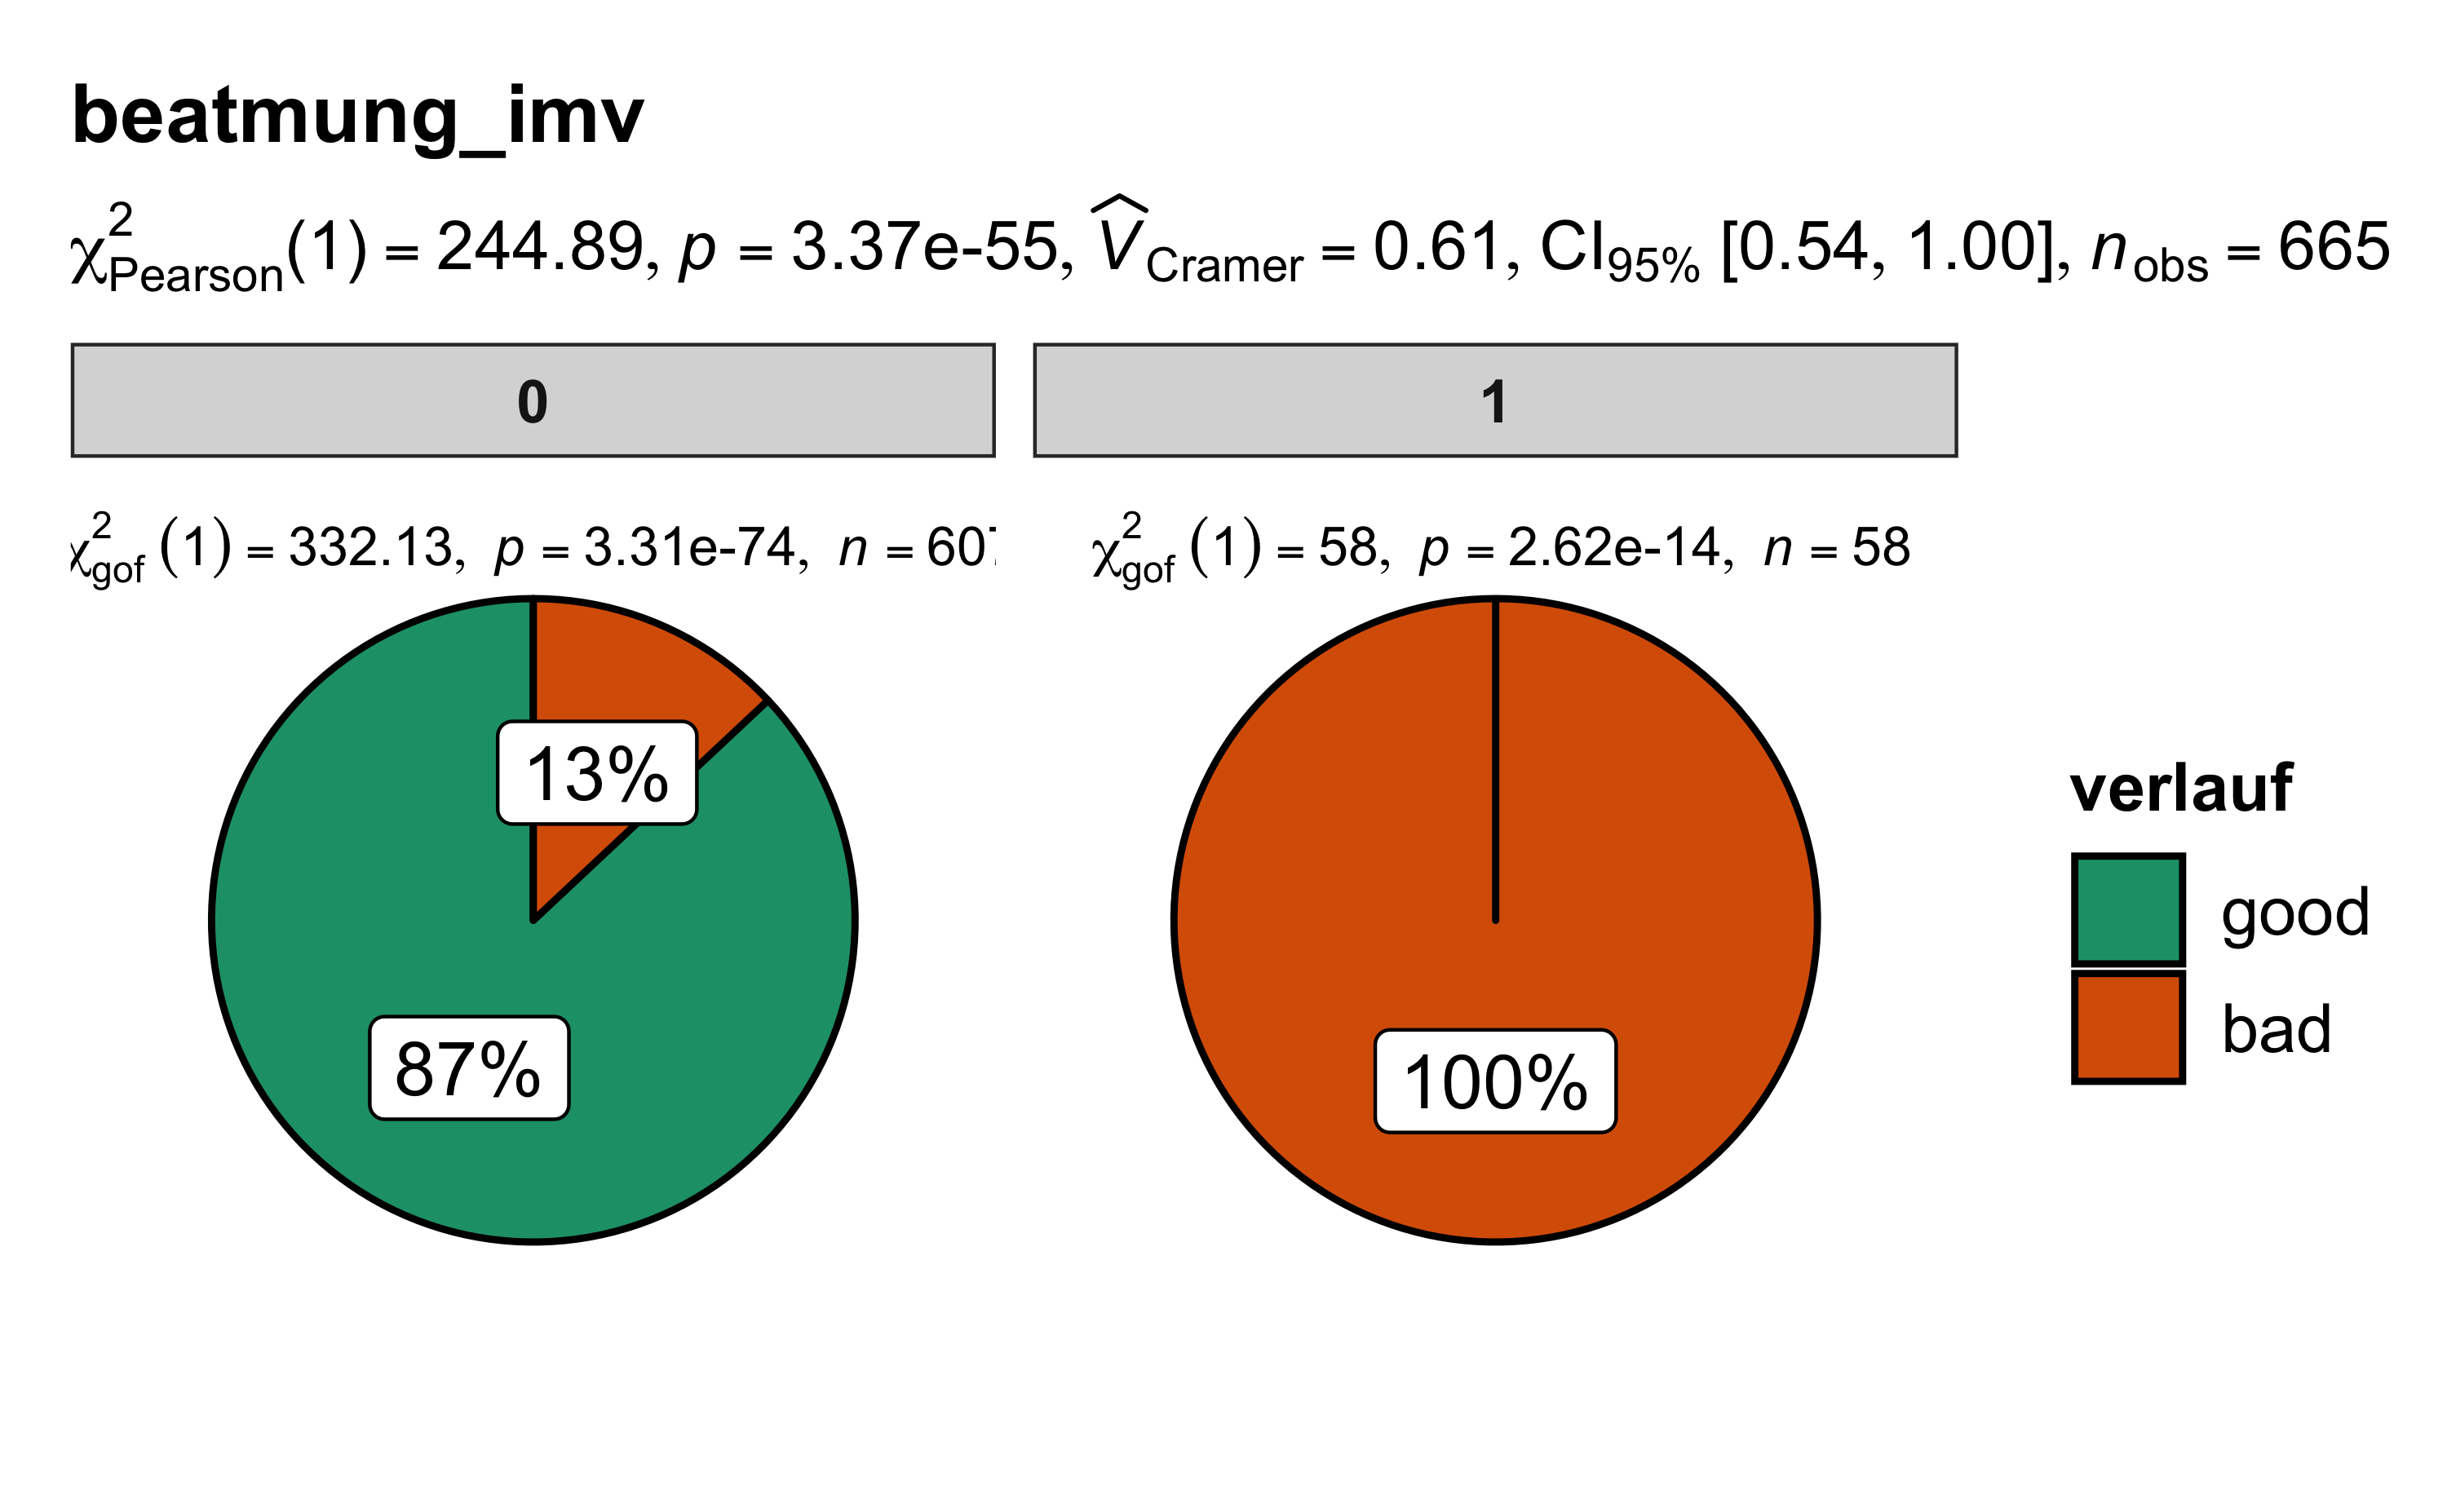 beatmung_imv
χ²Pearson(1) = 244.89, p = 3.37e-55, V̂Cramer = 0.61, CI95% [0.54, 1.00], nobs = 665
0
1
χ²gof (1) = 332.13, p = 3.31e-74, n = 607
χ²gof (1) = 58, p = 2.62e-14, n = 58
13%
87%
100%
verlauf
good
bad